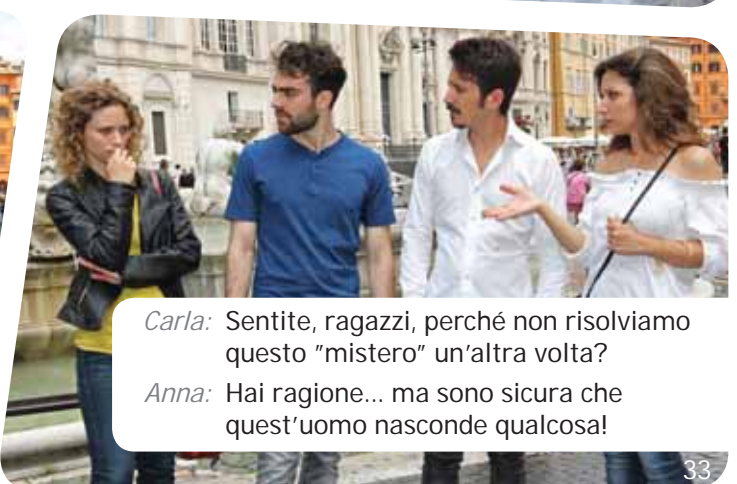 Carla: Sentite, ragazzi, perché non risolviamo
questo "mistero" un'altra volta?
Anna: Hai ragione... ma sono sicura che
quest'uomo nasconde qualcosa!
33